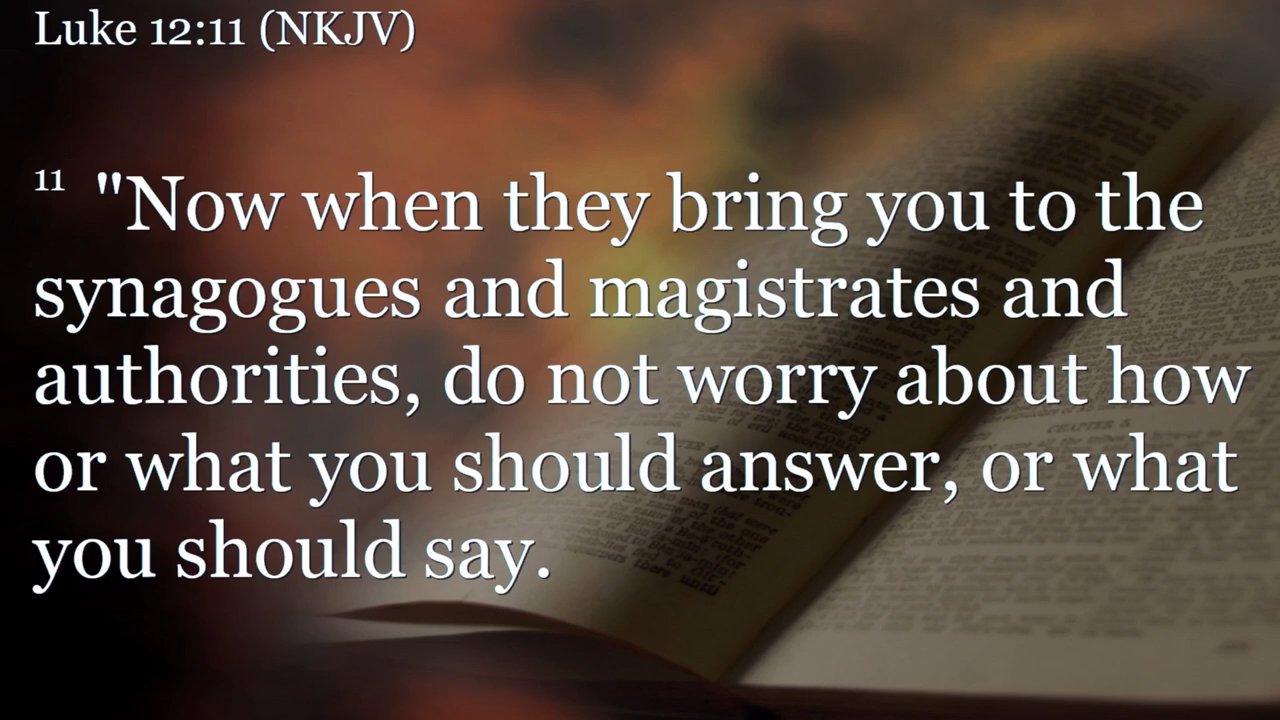 Luke 12:11 (NKJV)
11 "Now when they bring you to the
synagogues and magistrates and
authorities, do not worry about how
or what you should answer, or what
you should say.